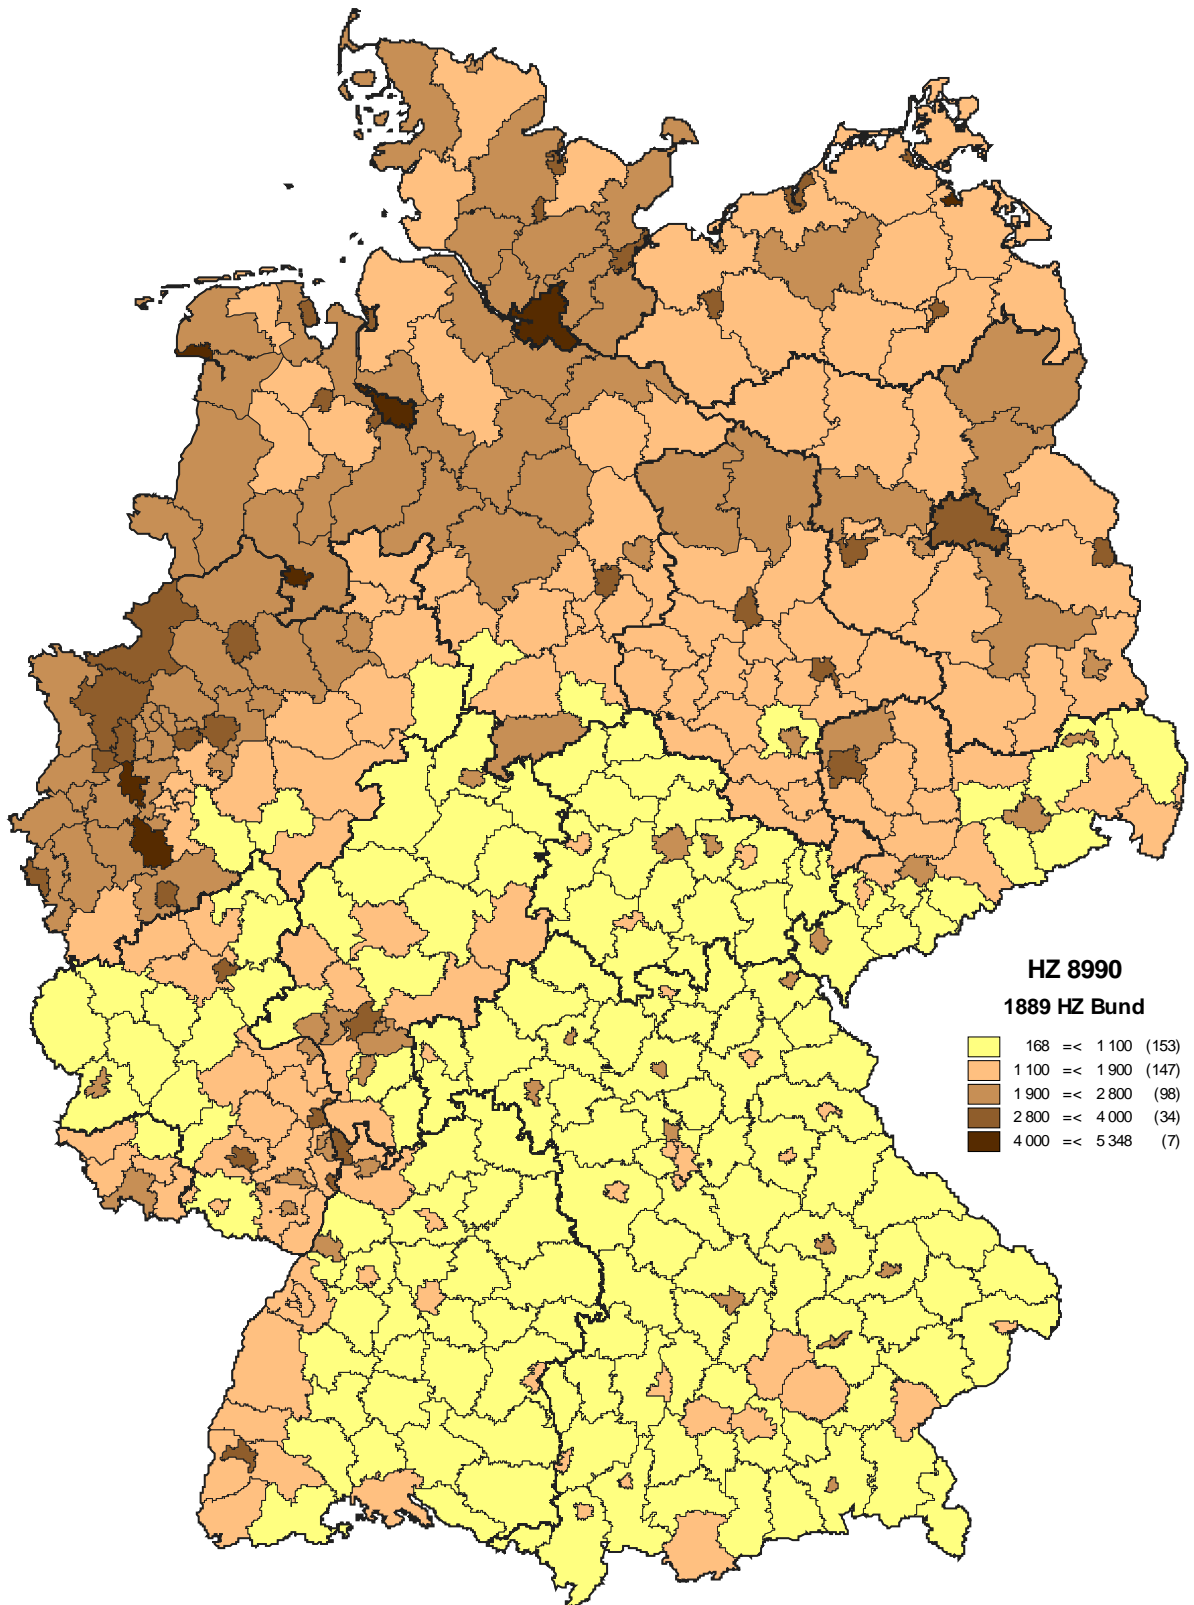 HZ 8990
1889 HZ Bund
168 =< 1 100 (153)
1 100 =< 1 900 (147)
1 900 =< 2 800 (98)
2 800 =< 4 000 (34)
4 000 =< 5 348 (7)